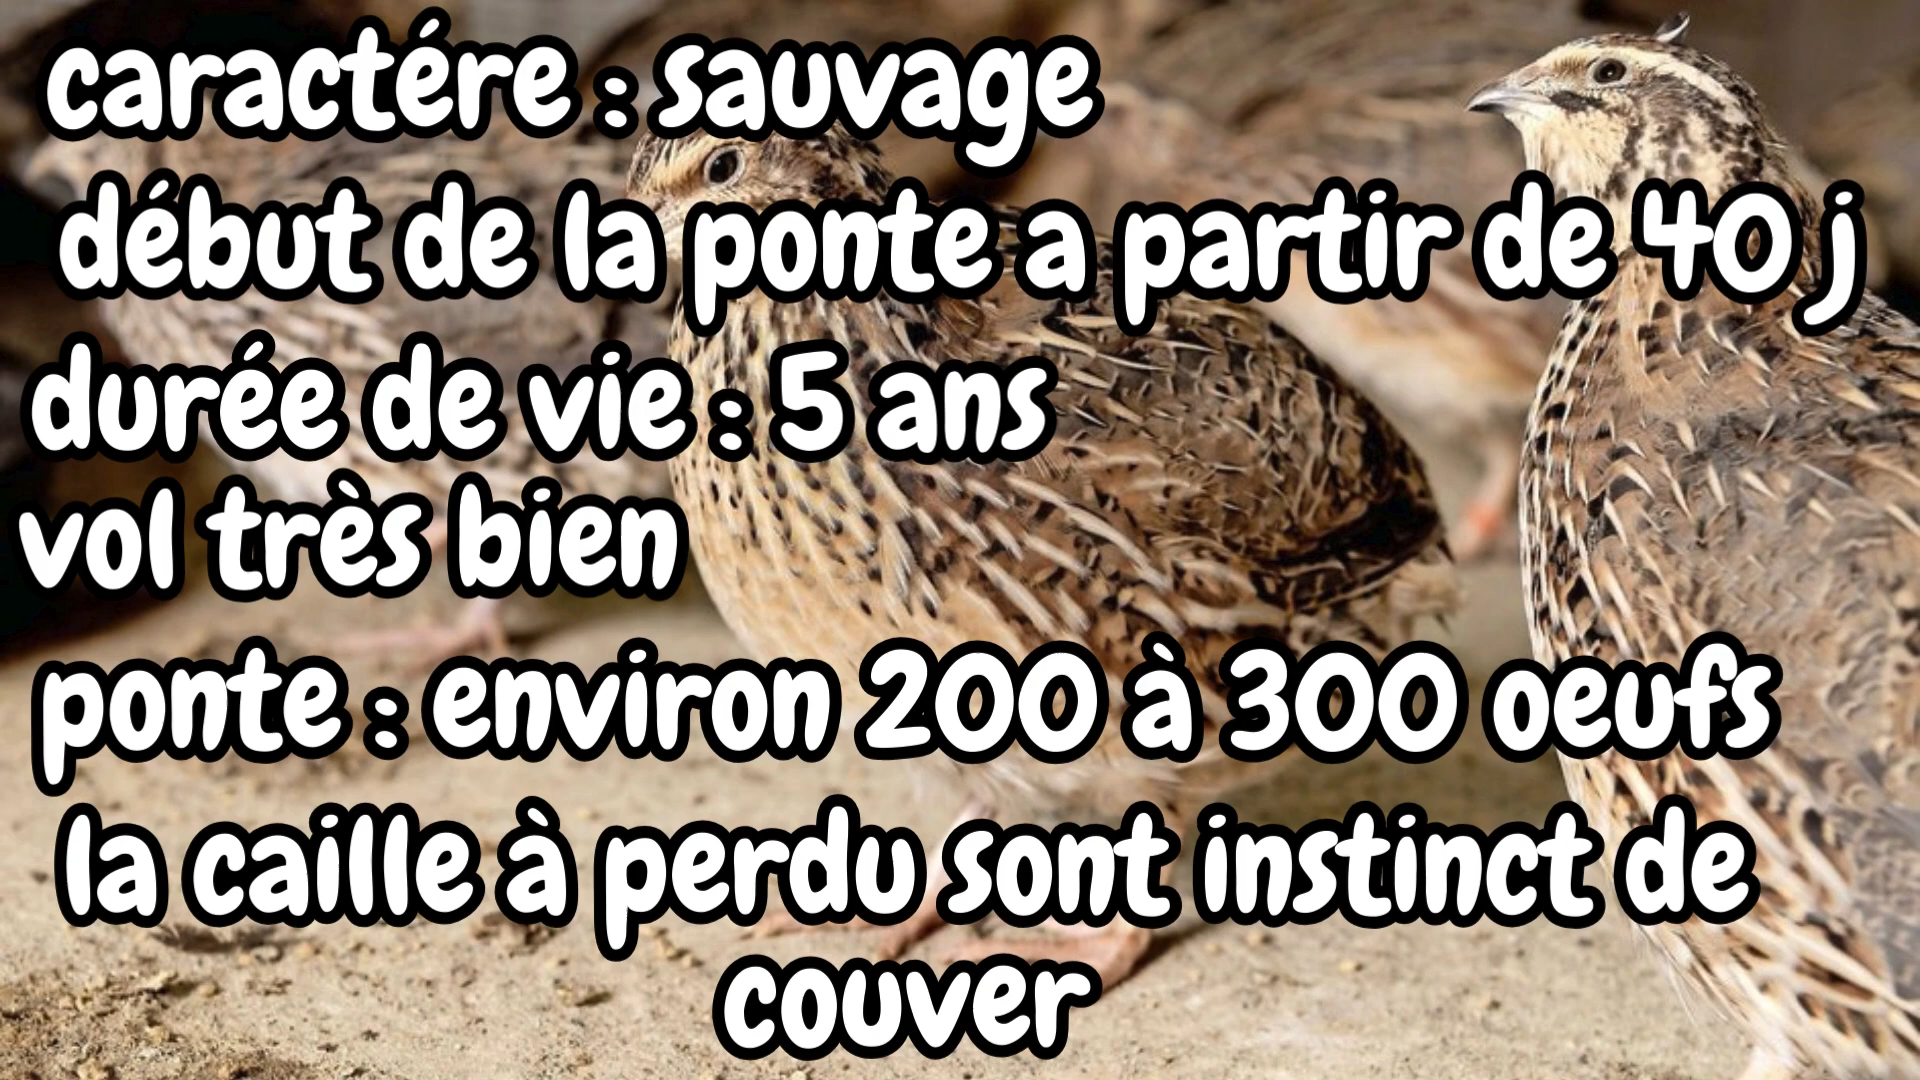 caractére : sauvage
début de la ponte a partir de 40 j
durée de vie : 5 ans
vol très bien
ponte : environ 200 à 300 oeufs
la caille à perdu sont instinct de
couver